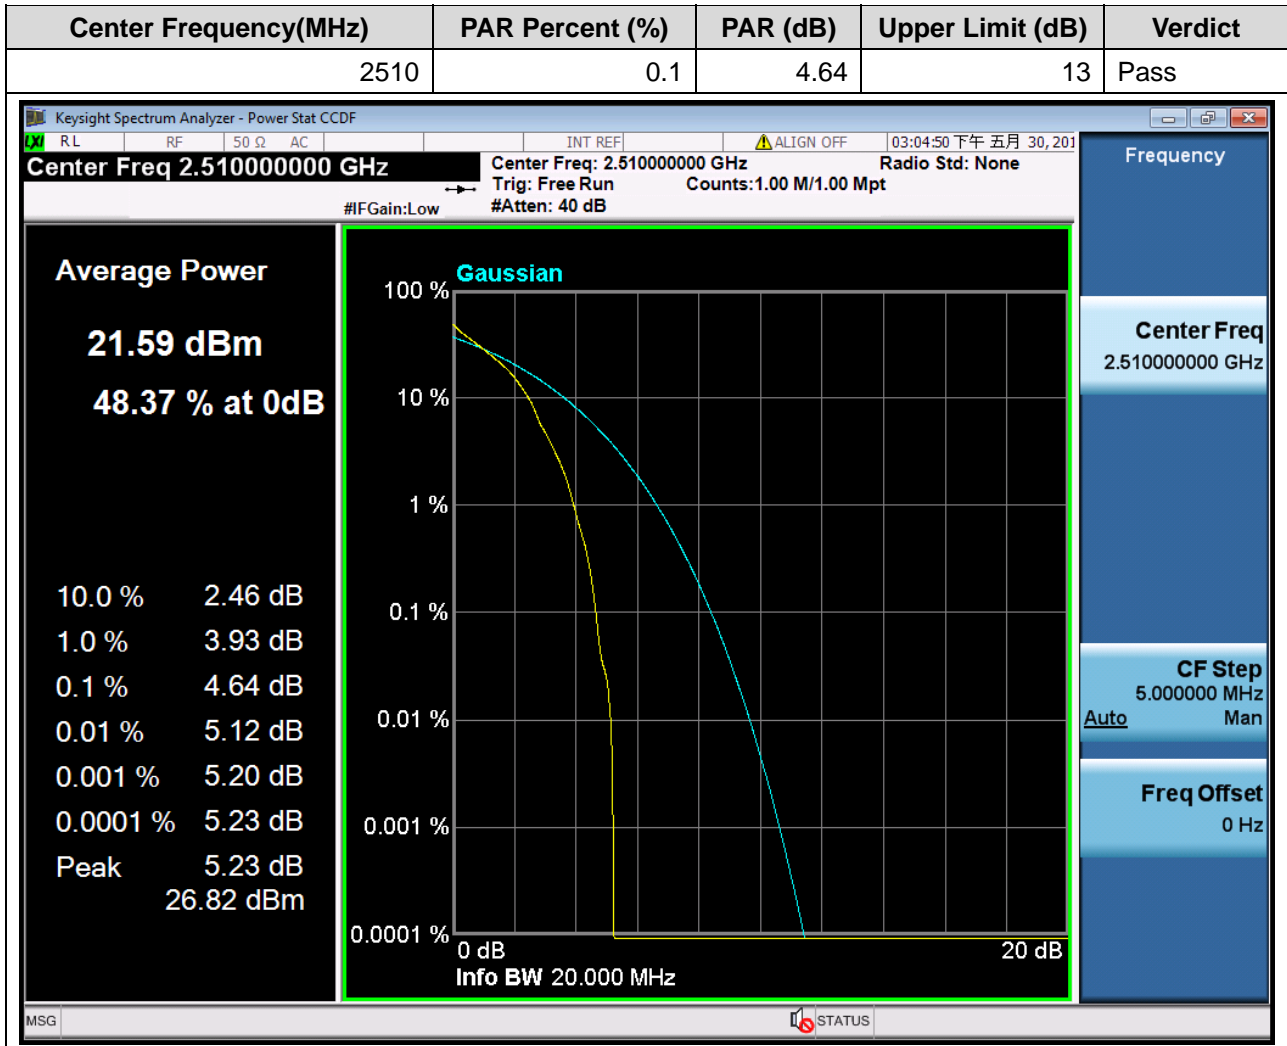 Center Frequency(MHz) PAR Percent (%) PAR (dB) Upper Limit (dB) Verdict
2510 0.1 4.64 13 Pass
Keysight Spectrum Analyzer - Power Stat CCDF
LXI RL RF 50 Ω AC INT REF ALIGN OFF 03:04:50 下午 五月 30, 201
Center Freq 2.510000000 GHz
Center Freq: 2.510000000 GHz Radio Std: None
Trig: Free Run Counts:1.00 M/1.00 Mpt
#IFGain:Low #Atten: 40 dB
Average Power
21.59 dBm
48.37 % at 0dB
10.0 % 2.46 dB
1.0 % 3.93 dB
0.1 % 4.64 dB
0.01 % 5.12 dB
0.001 % 5.20 dB
0.0001 % 5.23 dB
Peak 5.23 dB
26.82 dBm
Gaussian
100 %
10 %
1 %
0.1 %
0.01 %
0.001 %
0.0001 %
0 dB 20 dB
Info BW 20.000 MHz
Frequency
Center Freq
2.510000000 GHz
CF Step
5.000000 MHz
Auto Man
Freq Offset
0 Hz
MSG STATUS